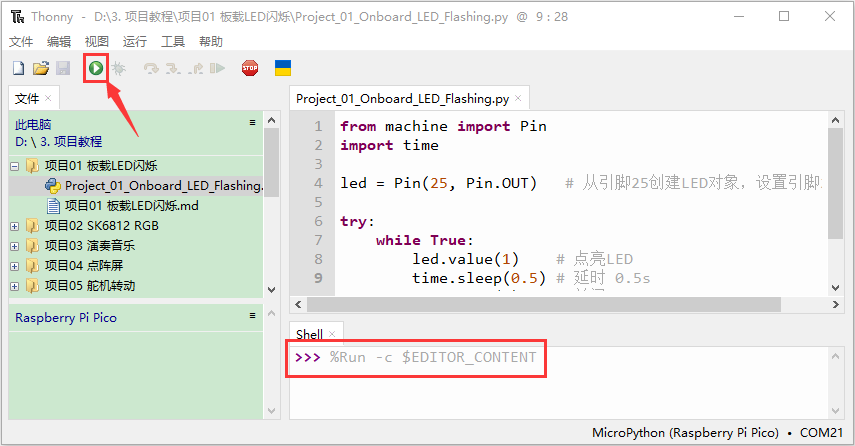 Thonny - D:\3. 项目教程\项目01 板载LED闪烁\Project_01_Onboard_LED_Flashing.py @ 9 : 28
文件 编辑 视图 运行 工具 帮助
STOP
文件 ×
此电脑
D: \ 3. 项目教程
项目01 板载LED闪烁
Project_01_Onboard_LED_Flashing.
项目01 板载LED闪烁.md
项目02 SK6812 RGB
项目03 演奏音乐
项目04 点阵屏
项目05 舵机转动
Raspberry Pi Pico
Project_01_Onboard_LED_Flashing.py ×
1 from machine import Pin
2 import time
3
4 led = Pin(25, Pin.OUT) # 从引脚25创建LED对象，设置引脚
5
6 try:
7 while True:
8 led.value(1) # 点亮LED
9 time.sleep(0.5) # 延时 0.5s
Shell ×
>>> %Run -c $EDITOR_CONTENT
MicroPython (Raspberry Pi Pico) • COM21